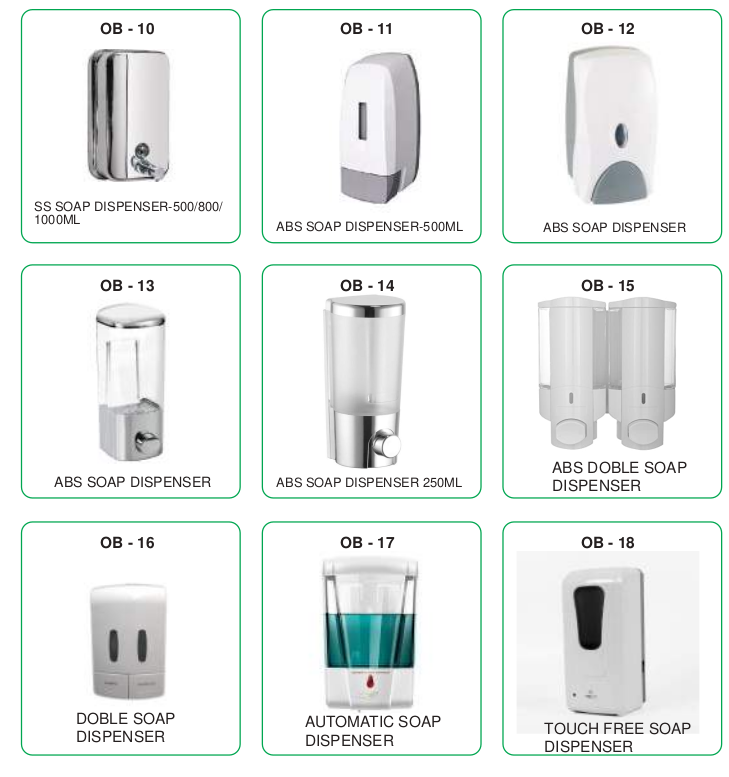 OB - 10
SS SOAP DISPENSER-500/800/
1000ML
OB - 11
ABS SOAP DISPENSER-500ML
OB - 12
ABS SOAP DISPENSER
OB - 13
ABS SOAP DISPENSER
OB - 14
ABS SOAP DISPENSER 250ML
OB - 15
ABS DOBLE SOAP
DISPENSER
OB - 16
DOBLE SOAP
DISPENSER
OB - 17
AUTOMATIC SOAP
DISPENSER
OB - 18
TOUCH FREE SOAP
DISPENSER